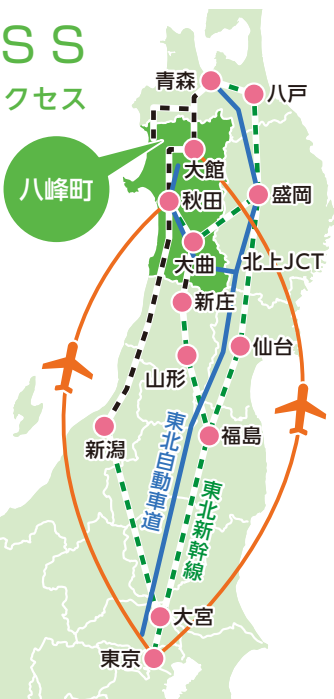 SS
クセス
青森
八戸
八峰町
大館
秋田
盛岡
大曲
北上JCT
新庄
仙台
山形
新潟
福島
東北自動車道
東北新幹線
大宮
東京